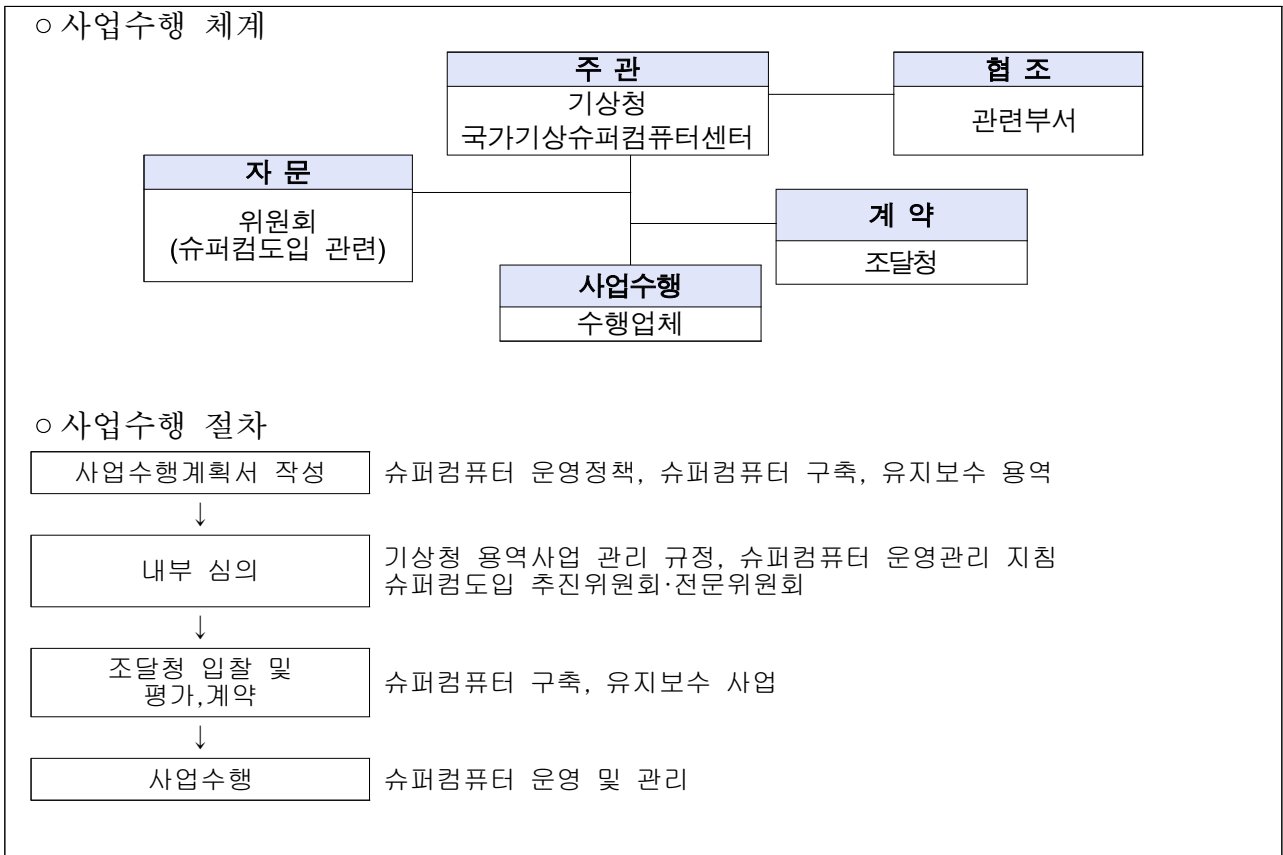 ○ 사업수행 체계
주 관
기상청
국가기상슈퍼컴퓨터센터
협 조
관련부서
자 문
위원회
(슈퍼컴도입 관련)
계 약
조달청
사업수행
수행업체
○ 사업수행 절차
사업수행계획서 작성 슈퍼컴퓨터 운영정책, 슈퍼컴퓨터 구축, 유지보수 용역
↓
내부 심의
기상청 용역사업 관리 규정, 슈퍼컴퓨터 운영관리 지침
슈퍼컴도입 추진위원회·전문위원회
↓
조달청 입찰 및
평가,계약
슈퍼컴퓨터 구축, 유지보수 사업
↓
사업수행 슈퍼컴퓨터 운영 및 관리